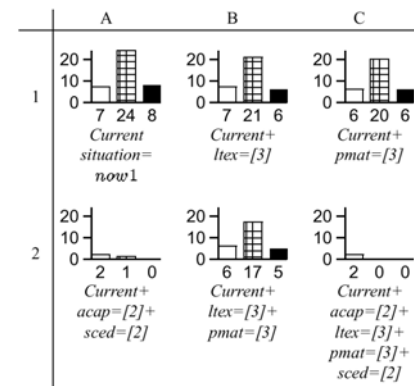 A B C
1
20
10
0
7 24 8
Current
situation=
now1
20
10
0
7 21 6
Current+
ltex=[3]
20
10
0
6 20 6
Current+
pmat=[3]
2
20
10
0
2 1 0
Current+
acap=[2]+
sced=[2]
20
10
0
6 17 5
Current+
ltex=[3]+
pmat=[3]
20
10
0
2 0 0
Current+
acap=[2]+
ltex=[3]+
pmat=[3]+
sced=[2]